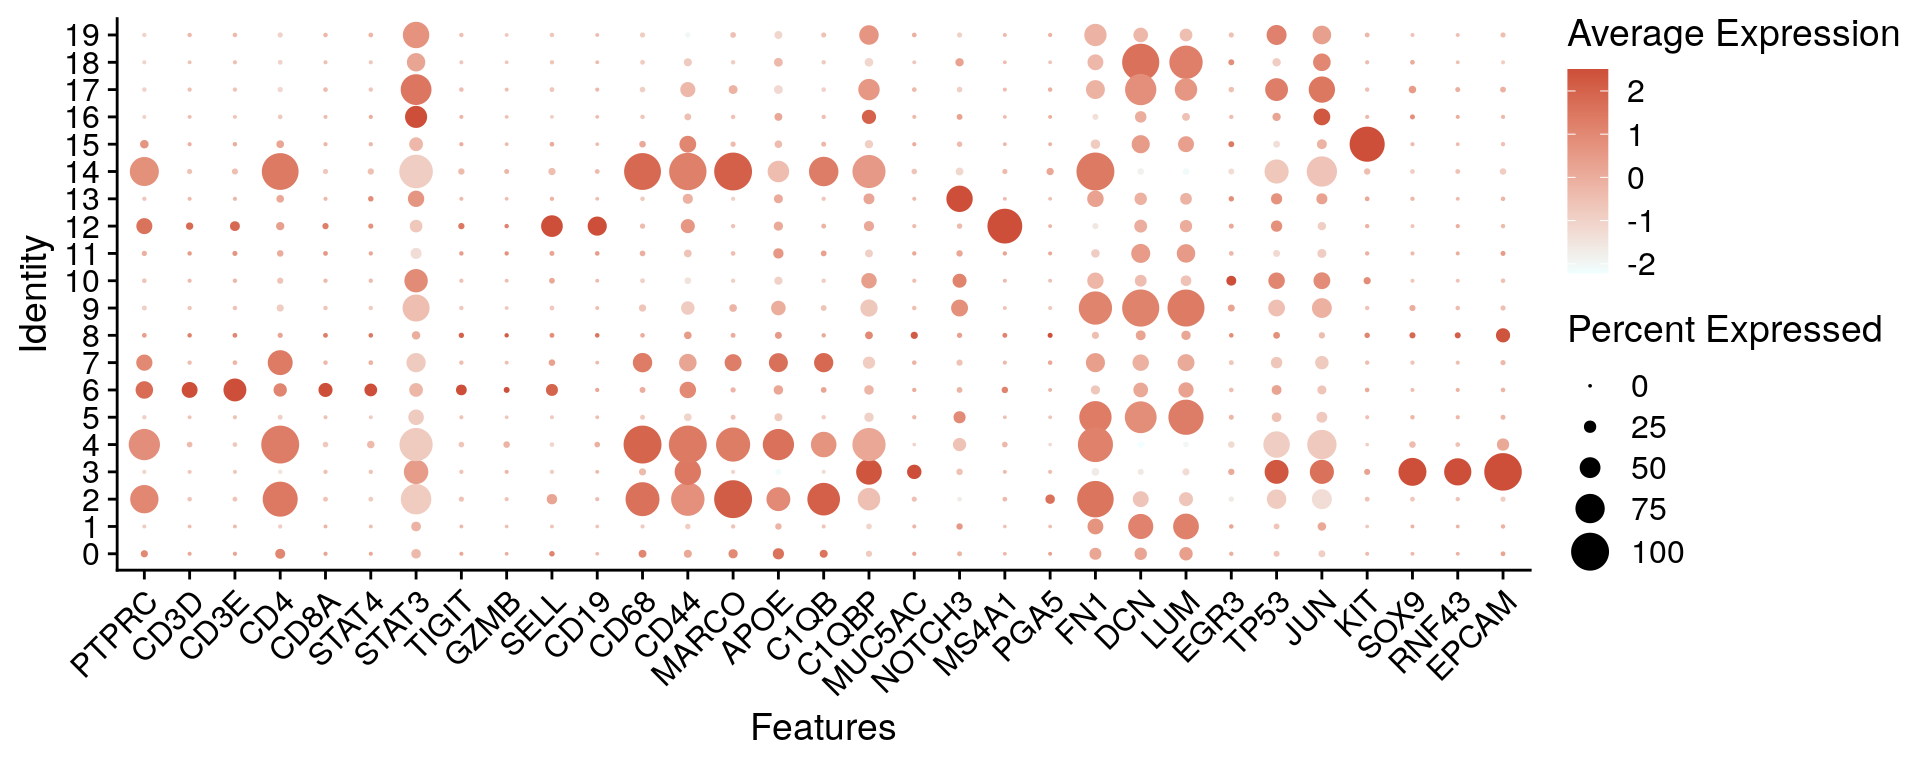 Identity
19
18
17
16
15
14
13
12
11
10
9
8
7
6
5
4
3
2
1
0
PTPRC
CD3D
CD3E
CD4
CD8A
STAT4
STAT3
TIGIT
GZMB
SELL
CD19
CD68
CD44
MARCO
APOE
C1QB
C1QBP
MUC5AC
NOTCH3
MS4A1
PGA5
FN1
DCN
LUM
EGR3
TP53
JUN
KIT
SOX9
RNF43
EPCAM
Features
Average Expression
2
1
0
-1
-2
Percent Expressed
0
25
50
75
100